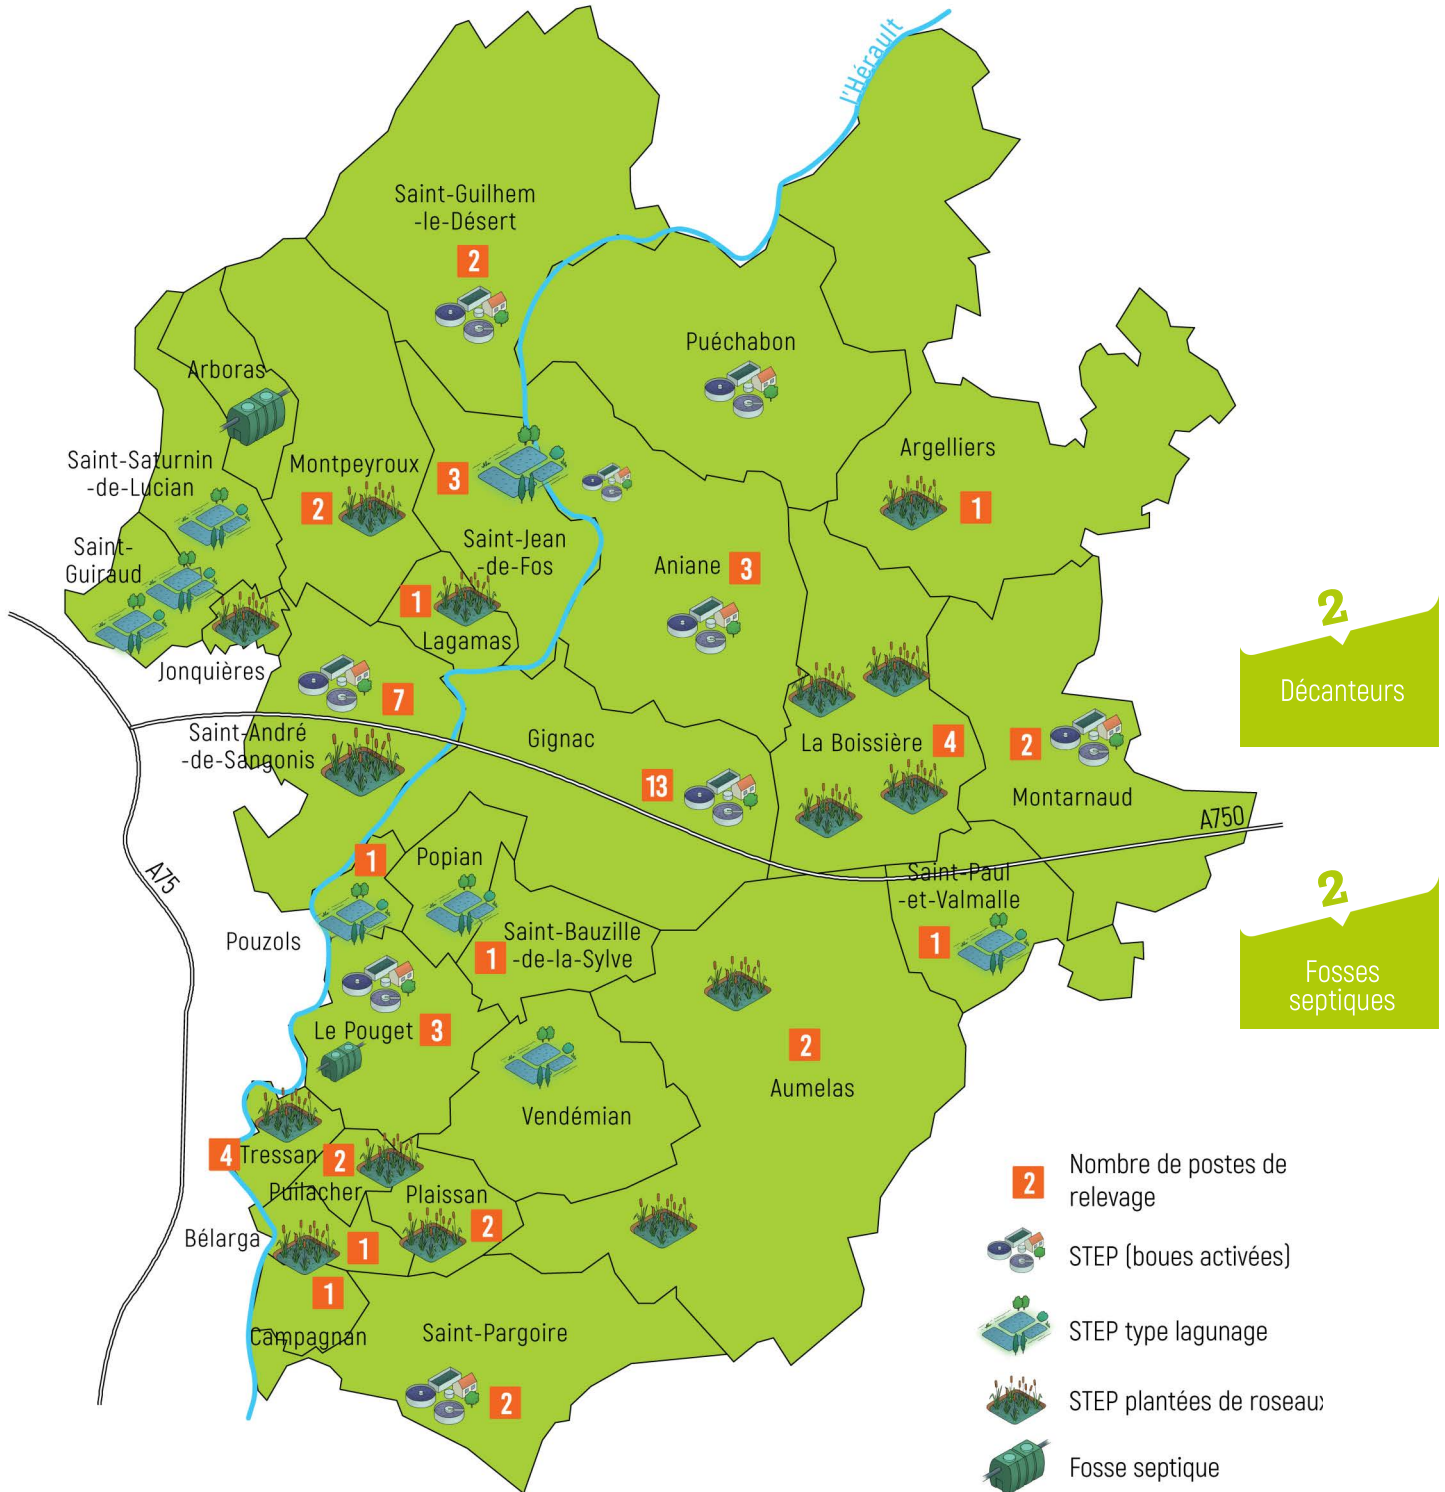 l'Hérault
Saint-Guilhem
-le-Désert
2
Puéchabon
Arboras
Argelliers
1
Saint-Saturnin
-de-Lucian
Montpeyroux
2
3
Saint-Jean
-de-Fos
Saint-
Guiraud
Aniane 3
1
Lagamas
Jonquières
7
Saint-André
-de-Sangonis
Gignac
13
La Boissière 4
2
Montarnaud
A750
A75
1
Popian
Saint-Paul
-et-Valmalle
1
Pouzols
Saint-Bauzille
-de-la-Sylve
1
Le Pouget 3
2
Aumelas
Vendémian
4 Tressan
2
Puilacher
Plaissan
2
Bélarga
1
1
Campagnan
Saint-Pargoire
2
2
Décanteurs
2
Fosses
septiques
2
Nombre de postes de
relevage
STEP (boues activées)
STEP type lagunage
STEP plantées de roseau
Fosse septique